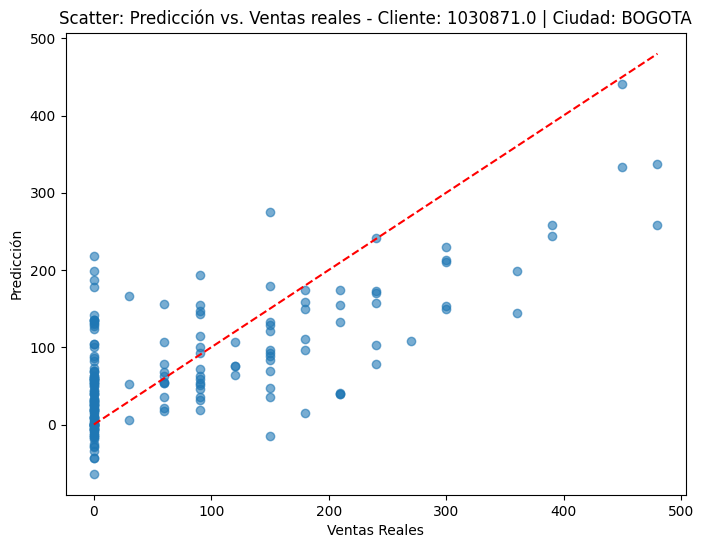 Scatter: Predicción vs. Ventas reales - Cliente: 1030871.0 | Ciudad: BOGOTA
500
400
300
200
100
0
Predicción
0 100 200 300 400 500
Ventas Reales